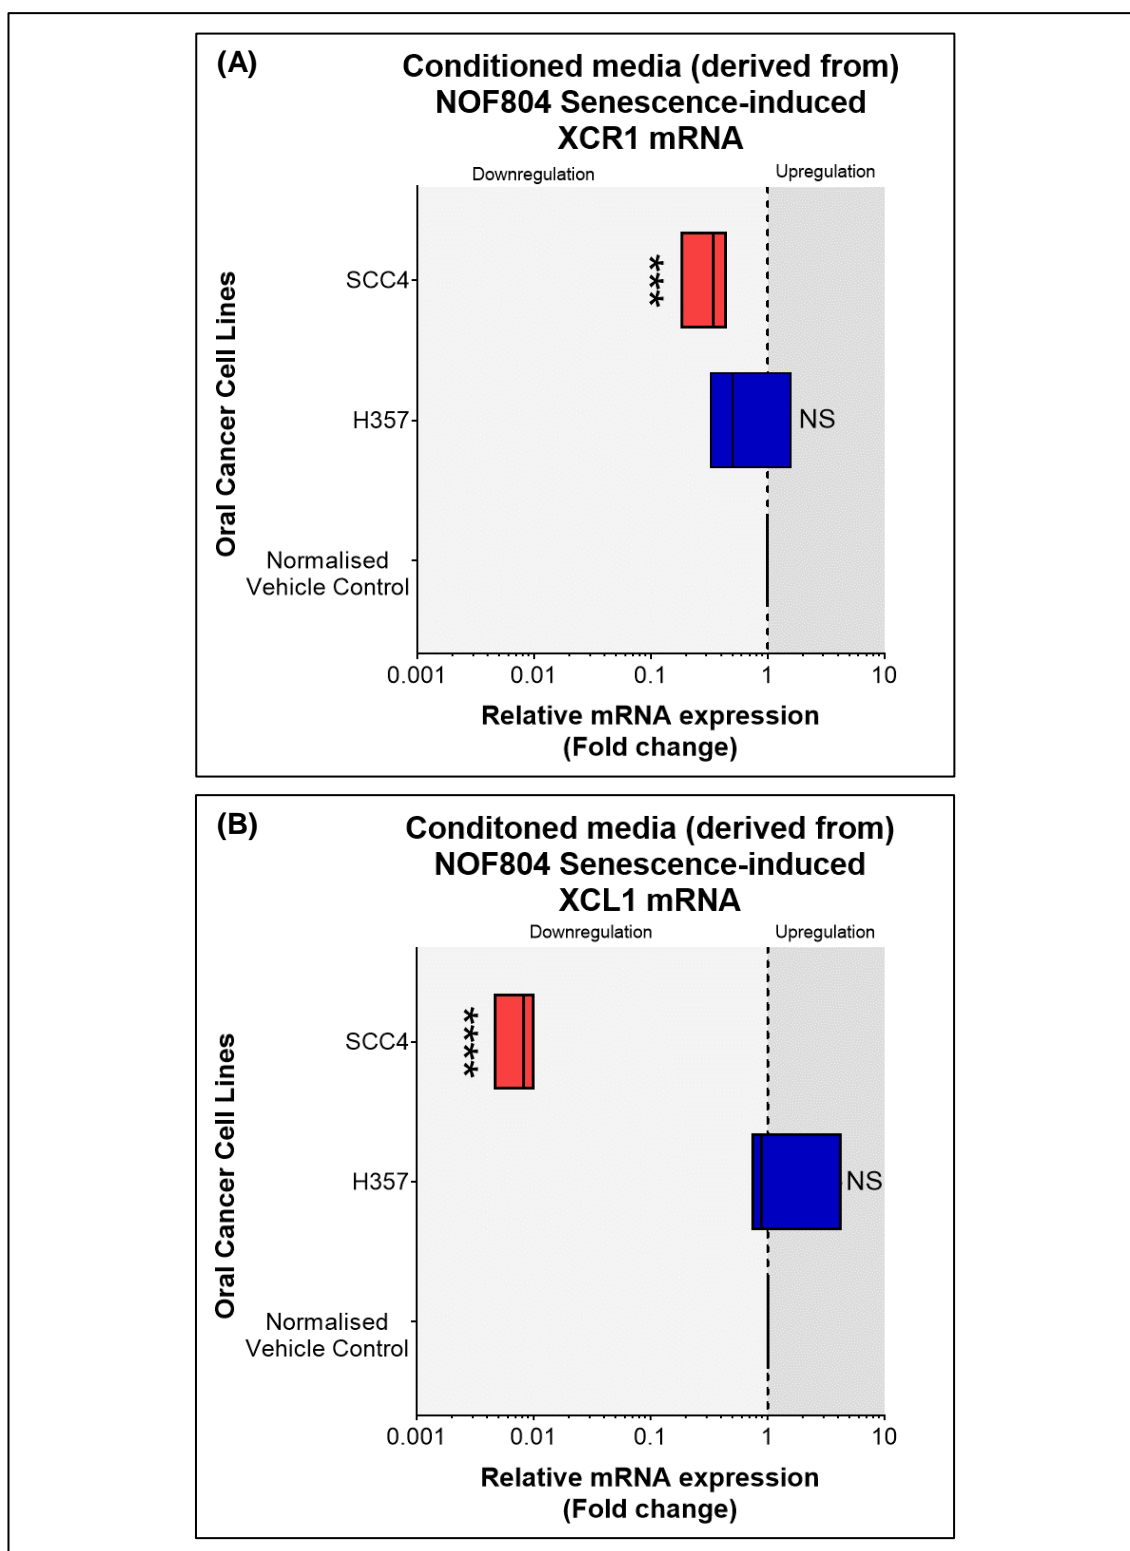 (A)
Conditioned media (derived from)
NOF804 Senescence-induced
XCR1 mRNA
Downregulation
Upregulation
Oral Cancer Cell Lines
SCC4
***
H357
NS
Normalised
Vehicle Control
0.001 0.01 0.1 1 10
Relative mRNA expression
(Fold change)
(B)
Conditoned media (derived from)
NOF804 Senescence-induced
XCL1 mRNA
Downregulation
Upregulation
Oral Cancer Cell Lines
SCC4
****
H357
NS
Normalised
Vehicle Control
0.001 0.01 0.1 1 10
Relative mRNA expression
(Fold change)